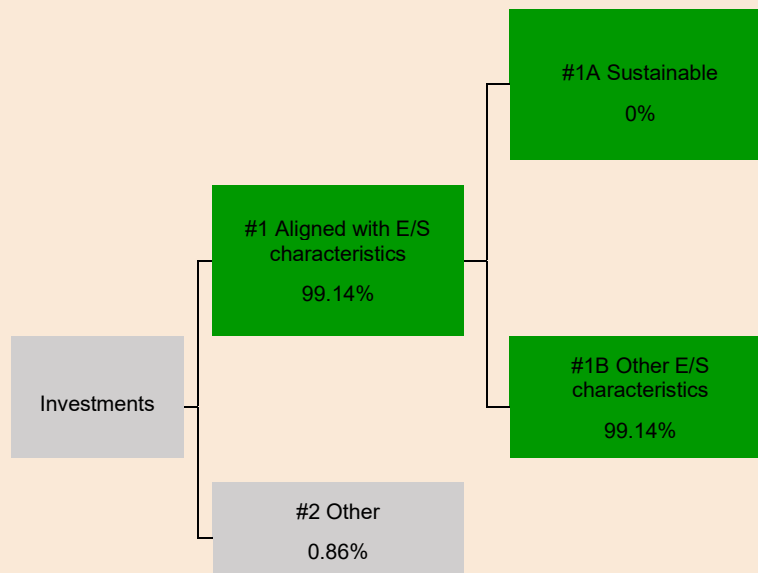 #1A Sustainable
0%
#1 Aligned with E/S
characteristics
99.14%
#1B Other E/S
characteristics
99.14%
Investments
#2 Other
0.86%